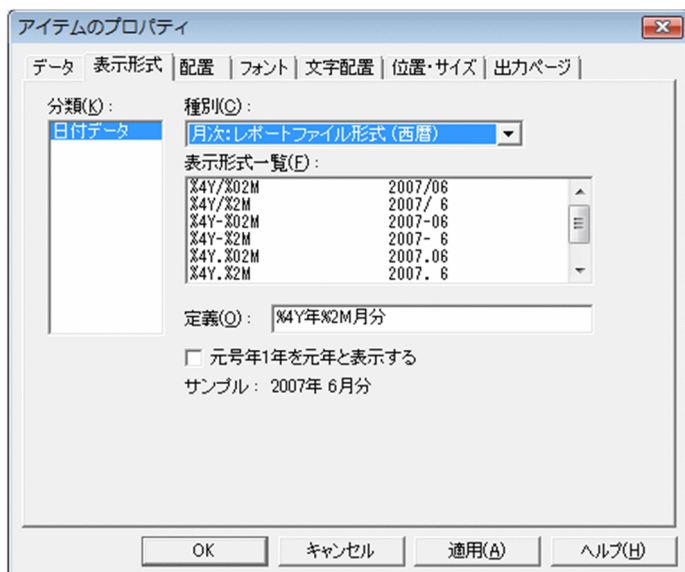 アイテムのプロパティ
データ 表示形式 配置 フォント 文字配置 位置・サイズ 出力ページ
分類(K): 種別(C):
日付データ 月次:レポートファイル形式(西暦)
表示形式一覧(F):
%4Y/%02M 2007/06
%4Y/%2M 2007/ 6
%4Y-%02M 2007-06
%4Y-%2M 2007- 6
%4Y.%02M 2007.06
%4Y.%2M 2007. 6
定義(O): %4Y年%2M月分
元号年1年を元年と表示する
サンプル: 2007年 6月分
OK キャンセル 適用(A) ヘルプ(H)